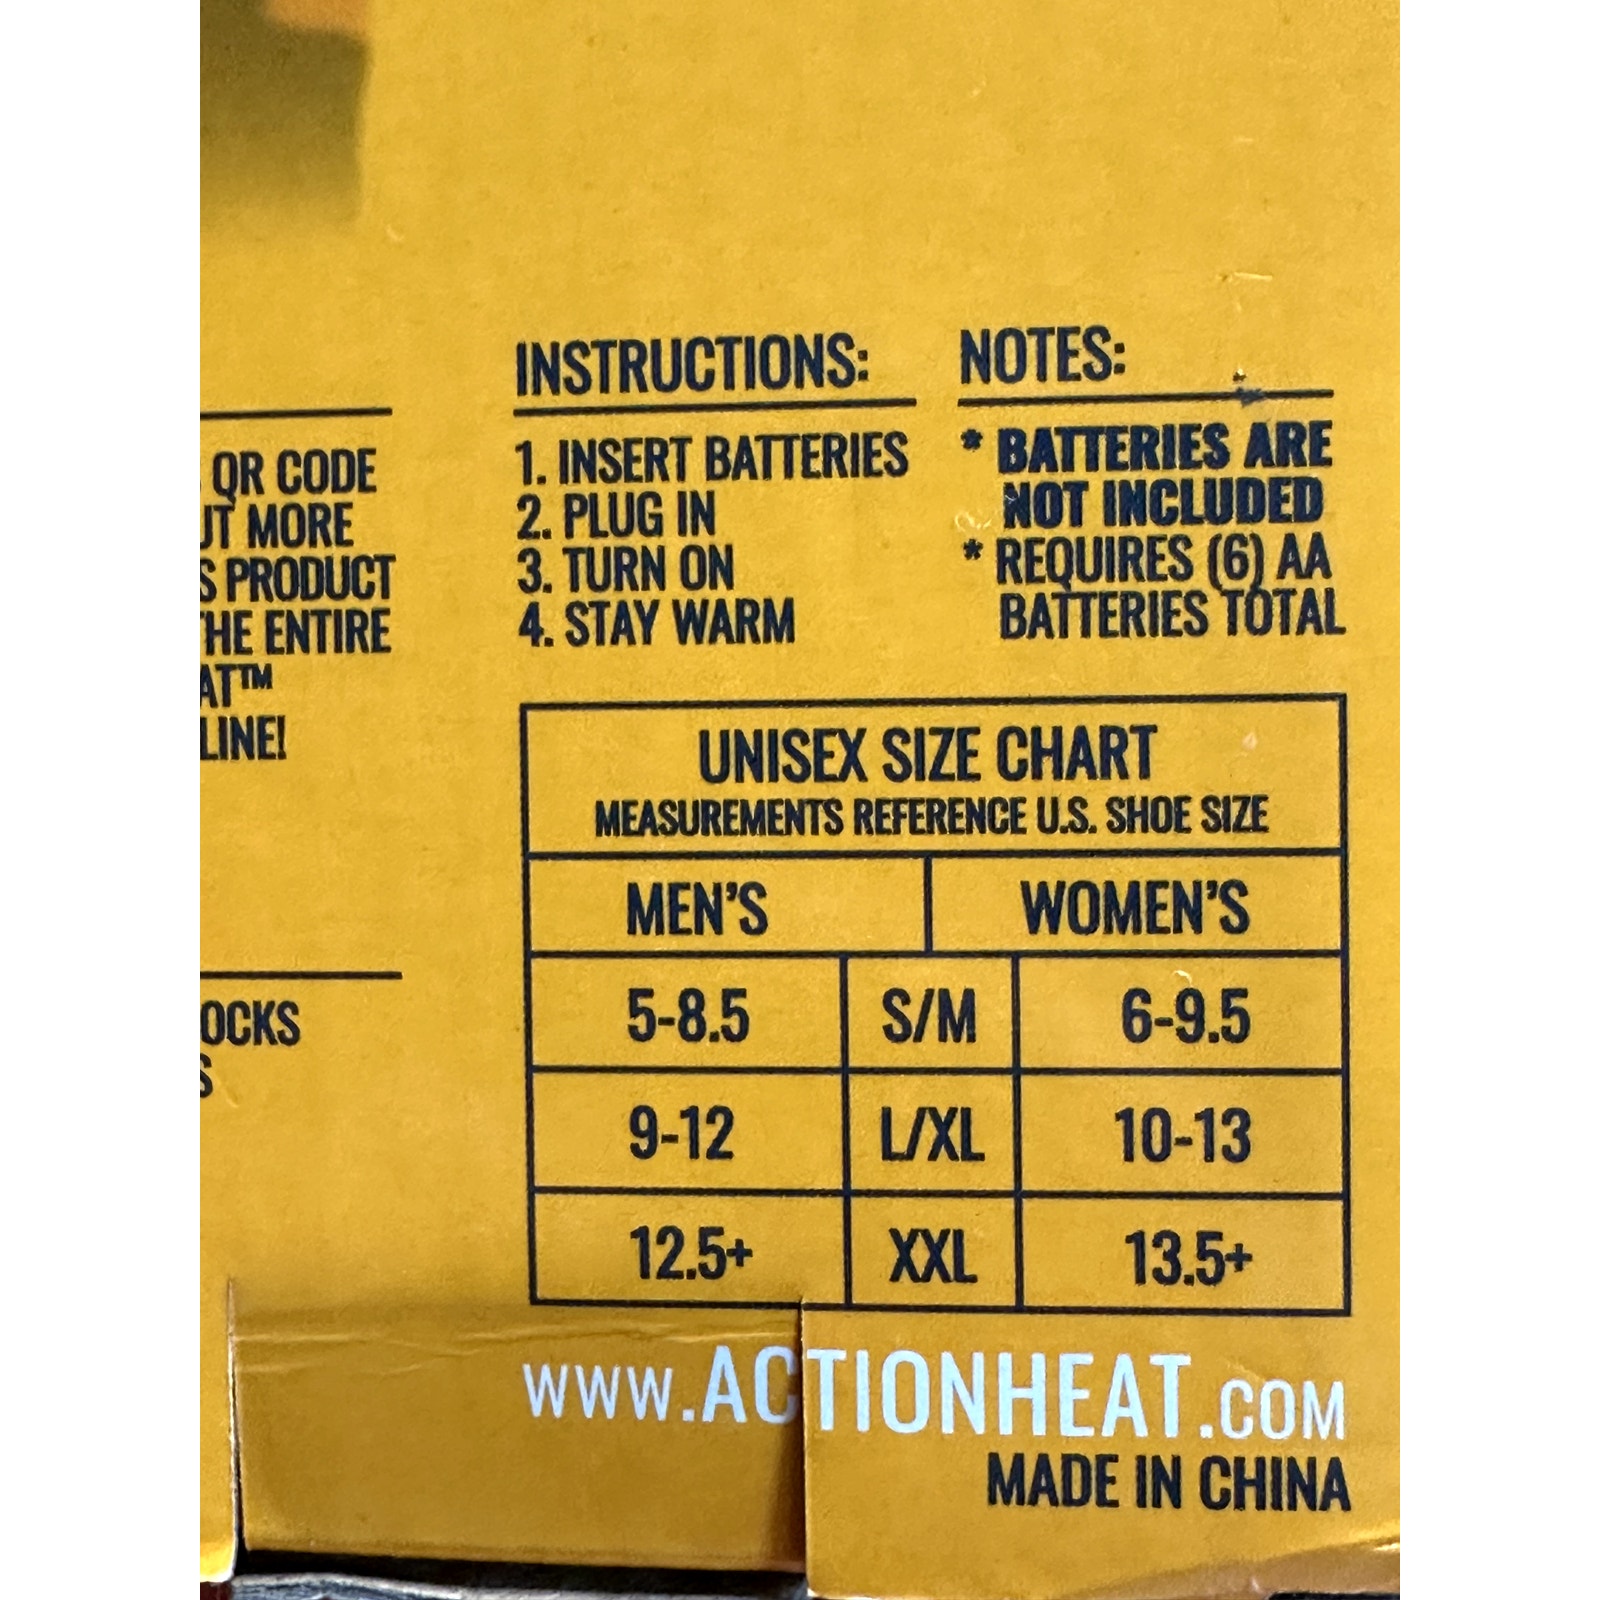 QR CODE
MORE
PRODUCT
ENTIRE
LINE!
INSTRUCTIONS:
1. INSERT BATTERIES
2. PLUG IN
3. TURN ON
4. STAY WARM
NOTES:
* BATTERIES ARE
NOT INCLUDED
* REQUIRES (6) AA
BATTERIES TOTAL
UNISEX SIZE CHART
MEASUREMENTS REFERENCE U.S. SHOE SIZE
MEN'S WOMEN'S
5-8.5 S/M 6-9.5
9-12 L/XL 10-13
12.5+ XXL 13.5+
WWW.ACTIONHEAT.COM
MADE IN CHINA